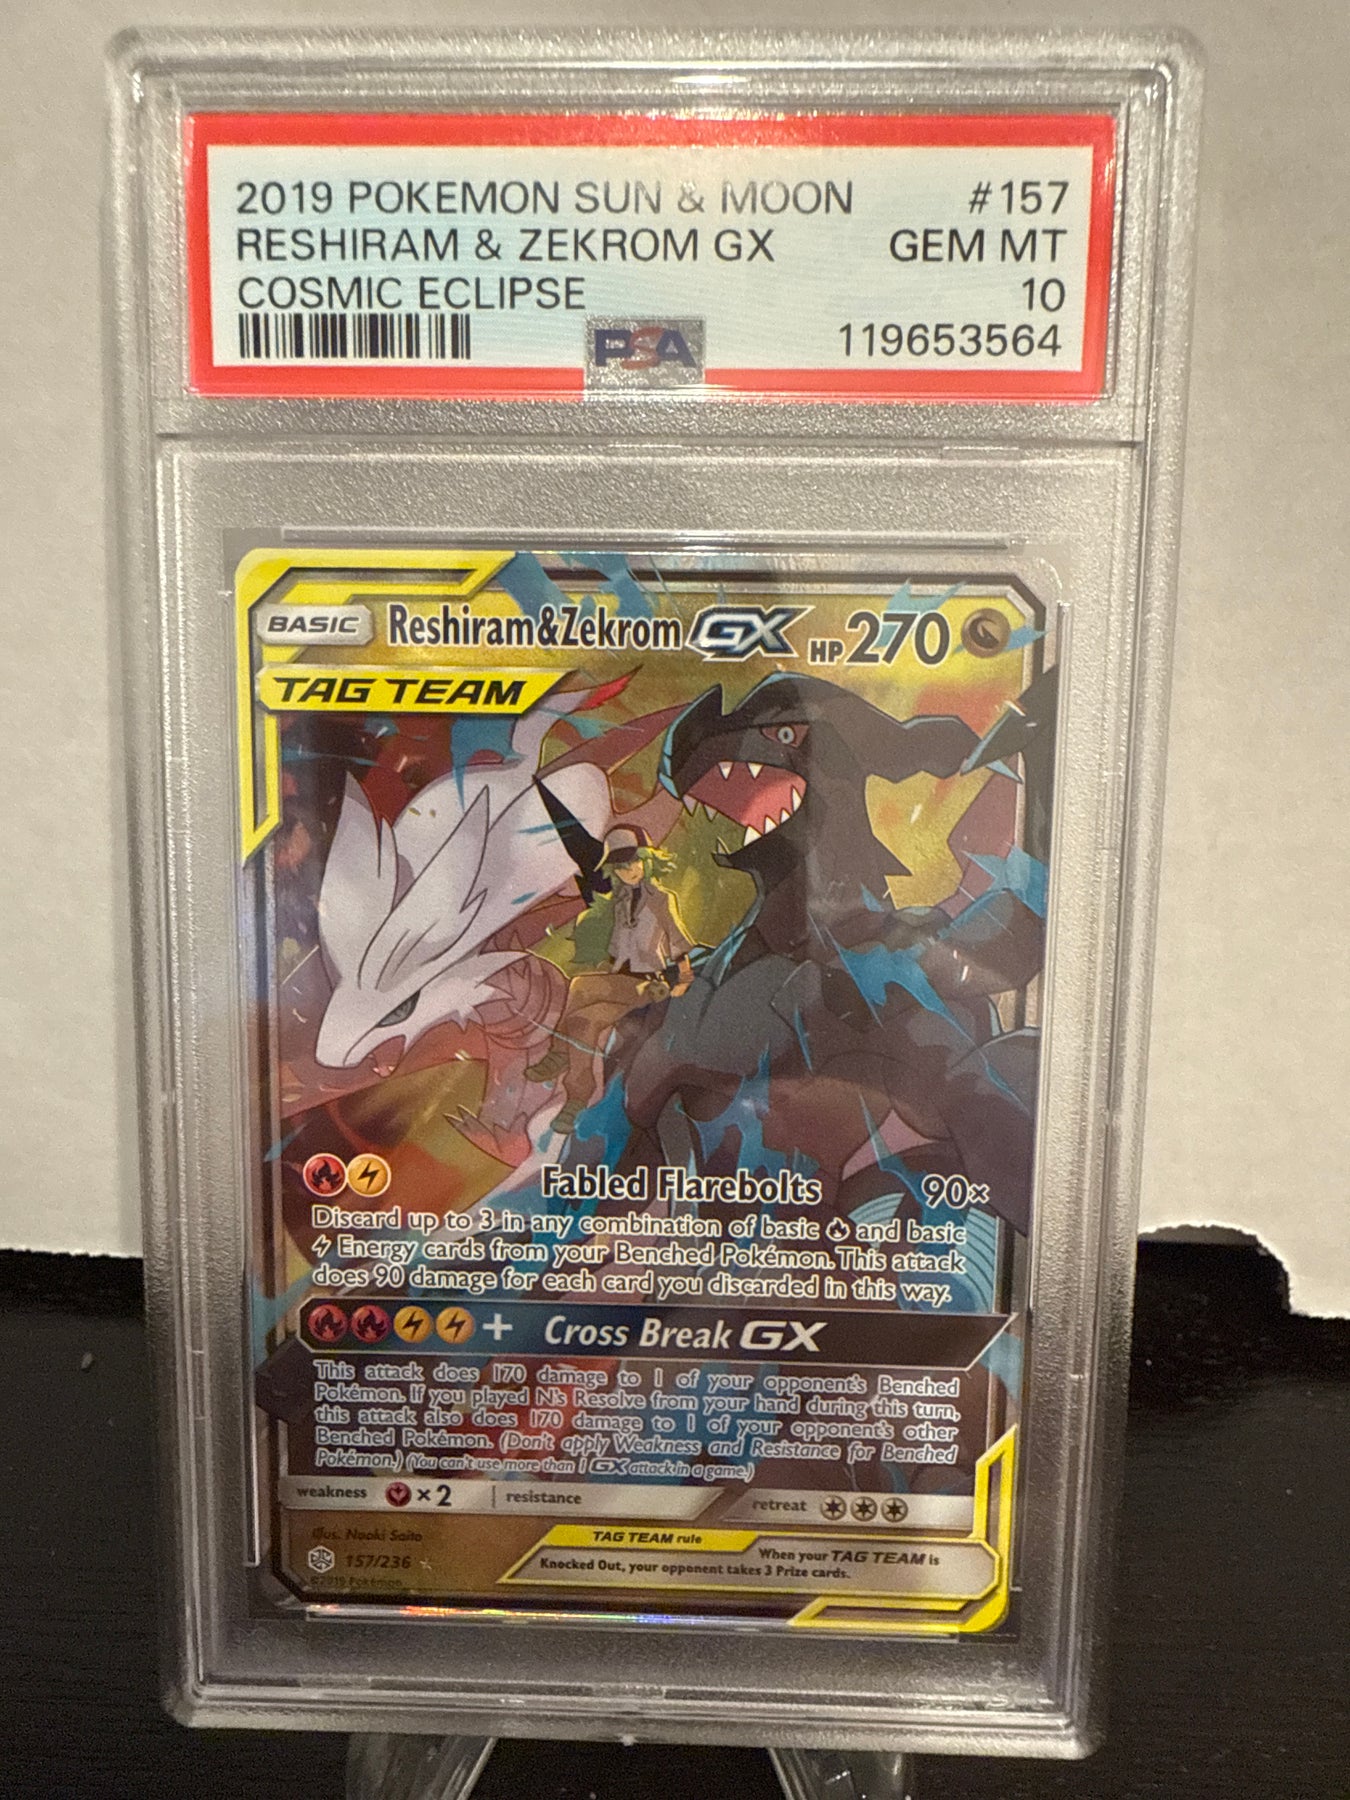 2019 POKEMON SUN & MOON #157
RESHIRAM & ZEKROM GX GEM MT
COSMIC ECLIPSE 10
PSA 119653564
BASIC Reshiram&Zekrom GX HP 270
TAG TEAM
Fabled Flarebolts 90×
Discard up to 3 in any combination of basic and basic
Energy cards from your Benched Pokémon. This attack
does 90 damage for each card you discarded in this way.
+ Cross Break GX
This attack does 170 damage to 1 of your opponent's Benched
Pokémon. If you played N's Resolve from your hand during this turn,
this attack also does 170 damage to 1 of your opponent's other
Benched Pokémon. (Don't apply Weakness and Resistance for Benched
Pokémon.) (You can't use more than 1 GX attack in a game.)
weakness ×2 resistance retreat
illus. Naoki Saito
157/236
©2019 Pokémon
TAG TEAM rule
When your TAG TEAM is
Knocked Out, your opponent takes 3 Prize cards.